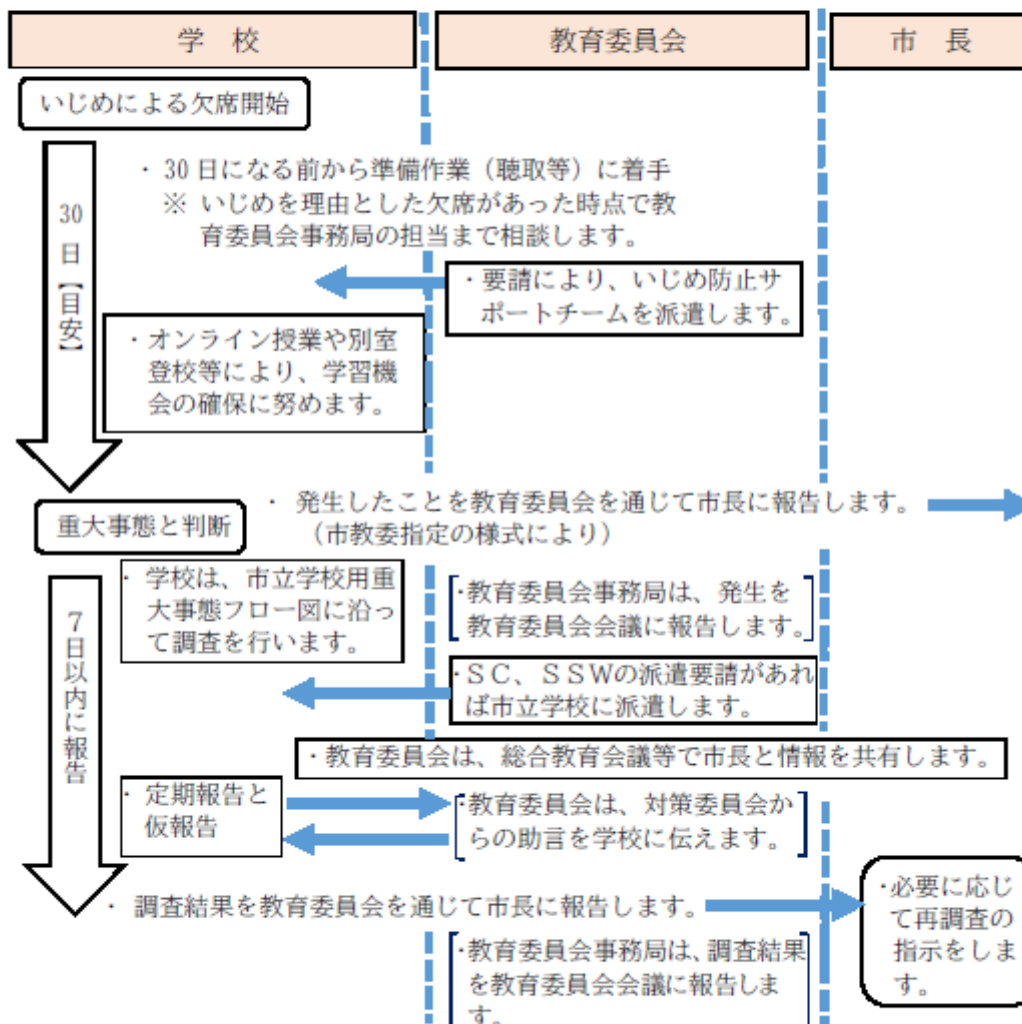 学 校
教育委員会
市 長
いじめによる欠席開始
30日【目安】
・ 30日になる前から準備作業（聴取等）に着手
※ いじめを理由とした欠席があった時点で教
育委員会事務局の担当まで相談します。
・要請により、いじめ防止サ
ポートチームを派遣します。
・オンライン授業や別室
登校等により、学習機
会の確保に努めます。
重大事態と判断
・ 発生したことを教育委員会を通じて市長に報告します。
（市教委指定の様式により）
7日以内に報告
・ 学校は、市立学校用重
大事態フロー図に沿っ
て調査を行います。
・教育委員会事務局は、発生を
教育委員会会議に報告します。
・ＳＣ、ＳＳＷの派遣要請があれ
ば市立学校に派遣します。
・教育委員会は、総合教育会議等で市長と情報を共有します。
・ 定期報告と
仮報告
・教育委員会は、対策委員会か
らの助言を学校に伝えます。
・ 調査結果を教育委員会を通じて市長に報告します。
・必要に応じ
て再調査の
指示をしま
す。
・教育委員会事務局は、調査結果
を教育委員会会議に報告しま
す。